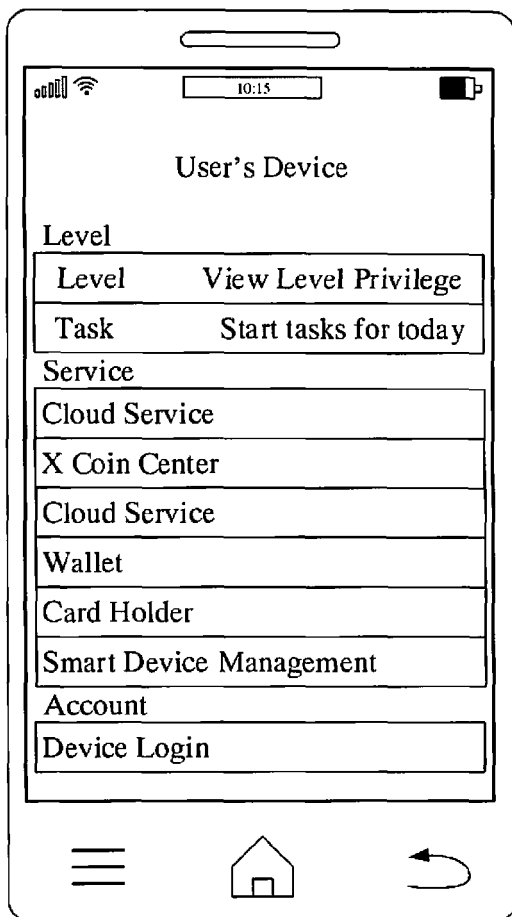 10:15
User's Device
Level
Level View Level Privilege
Task Start tasks for today
Service
Cloud Service
X Coin Center
Cloud Service
Wallet
Card Holder
Smart Device Management
Account
Device Login